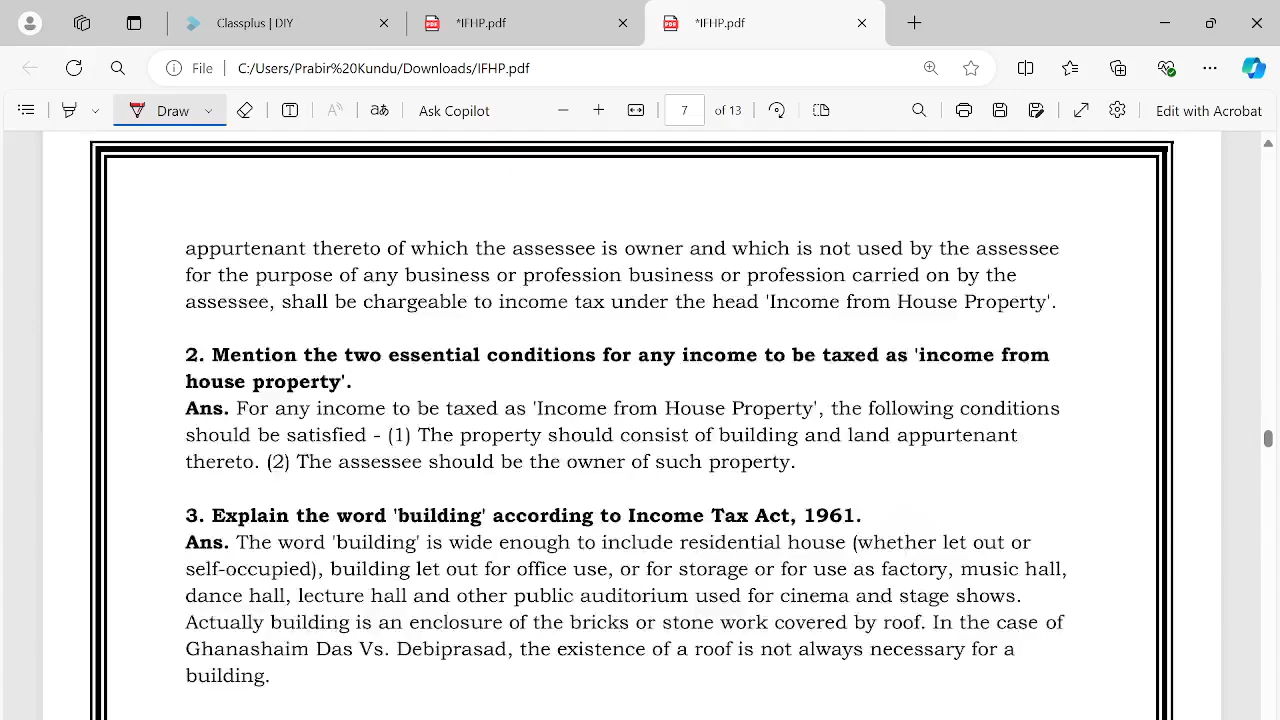 Classplus | DIY
*IFHP.pdf
*IFHP.pdf
File
C:/Users/Prabir%20Kundu/Downloads/IFHP.pdf
Draw
Ask Copilot
7
of 13
Edit with Acrobat
appurtenant thereto of which the assessee is owner and which is not used by the assessee
for the purpose of any business or profession business or profession carried on by the
assessee, shall be chargeable to income tax under the head 'Income from House Property'.
2. Mention the two essential conditions for any income to be taxed as 'income from
house property'.
Ans. For any income to be taxed as 'Income from House Property', the following conditions
should be satisfied - (1) The property should consist of building and land appurtenant
thereto. (2) The assessee should be the owner of such property.
3. Explain the word 'building' according to Income Tax Act, 1961.
Ans. The word 'building' is wide enough to include residential house (whether let out or
self-occupied), building let out for office use, or for storage or for use as factory, music hall,
dance hall, lecture hall and other public auditorium used for cinema and stage shows.
Actually building is an enclosure of the bricks or stone work covered by roof. In the case of
Ghanashaim Das Vs. Debiprasad, the existence of a roof is not always necessary for a
building.